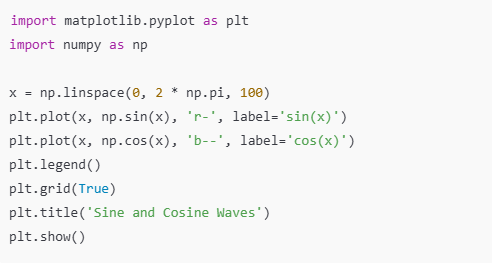 import matplotlib.pyplot as plt
import numpy as np
x = np.linspace(0, 2 * np.pi, 100)
plt.plot(x, np.sin(x), 'r-', label='sin(x)')
plt.plot(x, np.cos(x), 'b--', label='cos(x)')
plt.legend()
plt.grid(True)
plt.title('Sine and Cosine Waves')
plt.show()